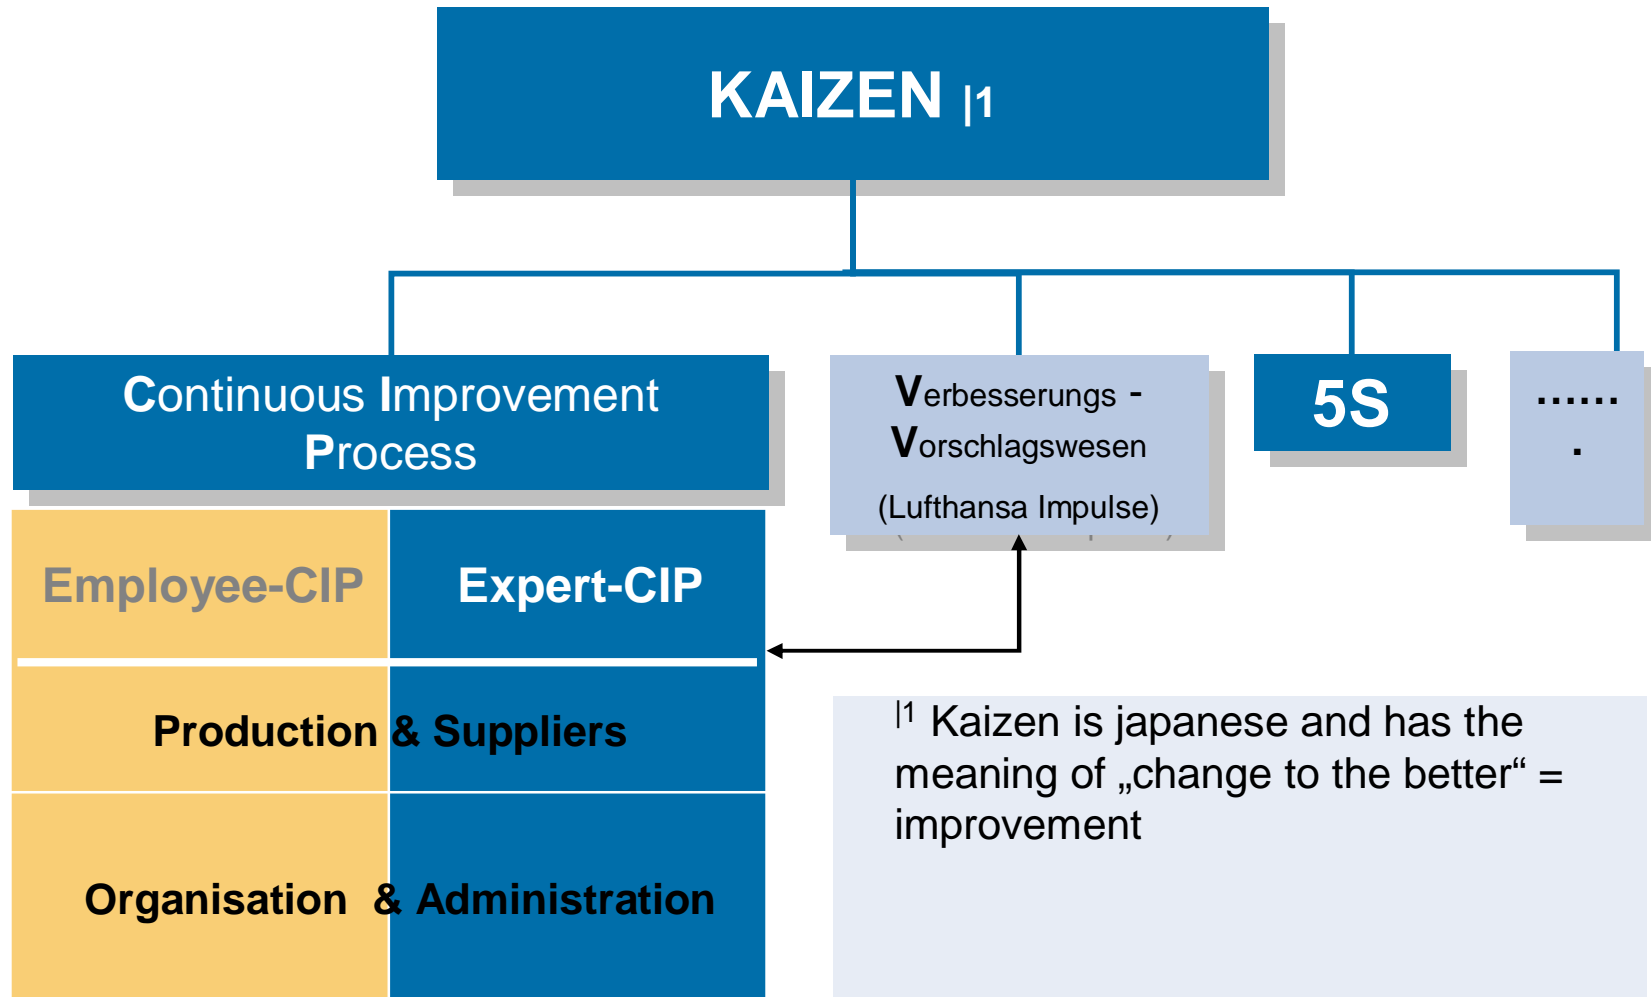 KAIZEN |1
Continuous Improvement
Process
Verbesserungs -
Vorschlagswesen
(Lufthansa Impulse)
5S
......
.
Employee-CIP
Expert-CIP
Production & Suppliers
Organisation & Administration
|1 Kaizen is japanese and has the
meaning of „change to the better“ =
improvement